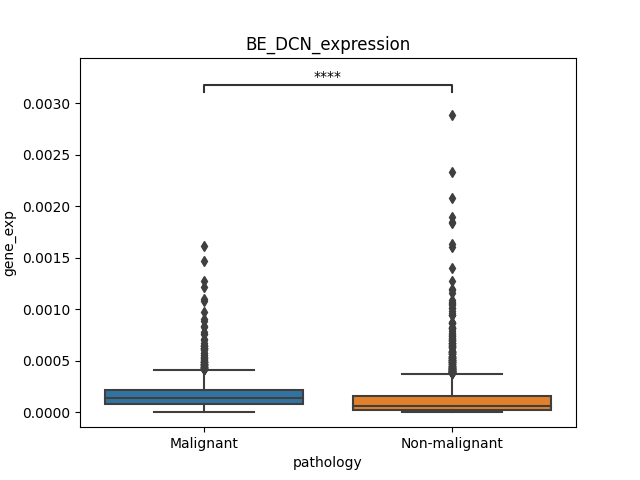 BE_DCN_expression
****
0.0030
0.0025
0.0020
0.0015
0.0010
0.0005
0.0000
gene_exp
Malignant
Non-malignant
pathology